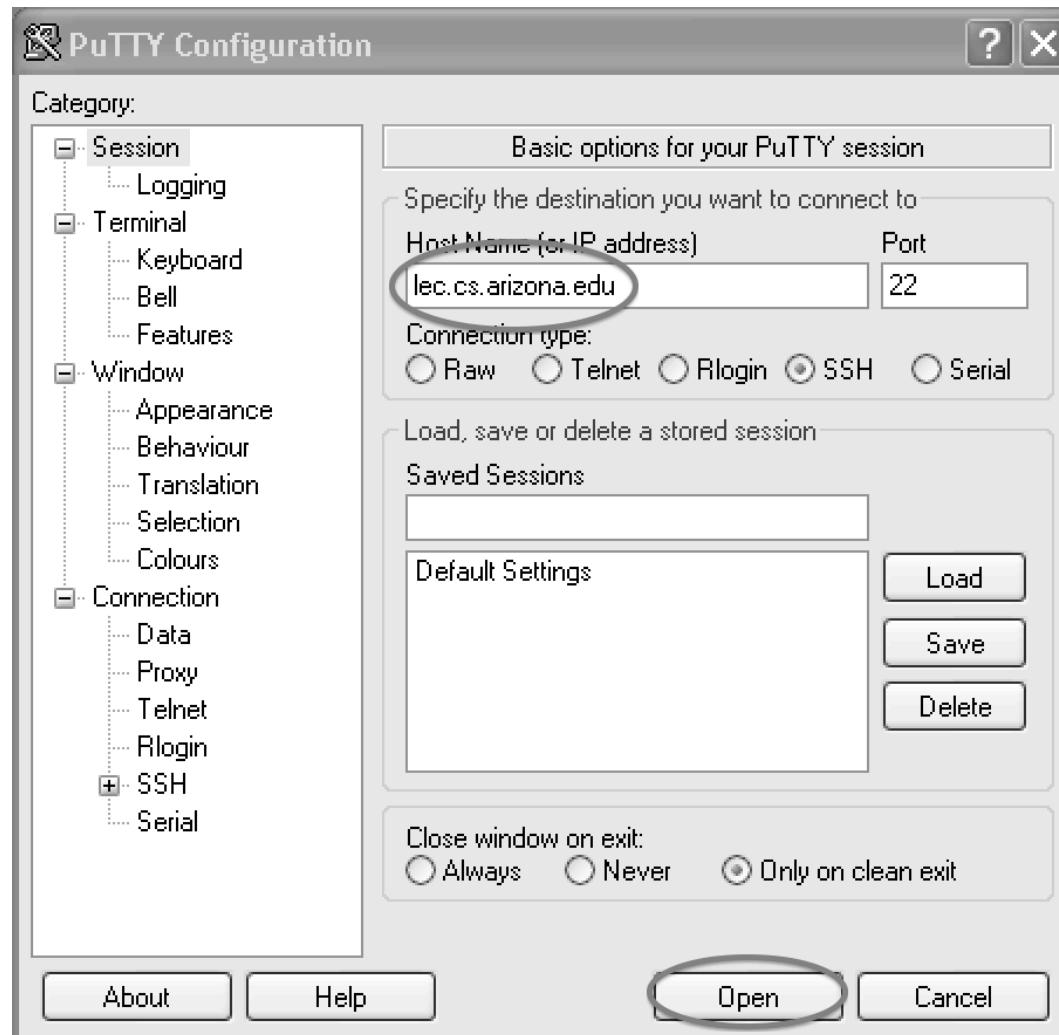 PuTTY Configuration
Category:
Session
Logging
Terminal
Keyboard
Bell
Features
Window
Appearance
Behaviour
Translation
Selection
Colours
Connection
Data
Proxy
Telnet
Rlogin
SSH
Serial
Basic options for your PuTTY session
Specify the destination you want to connect to
Host Name (or IP address) Port
lec.cs.arizona.edu 22
Connection type:
Raw Telnet Rlogin SSH Serial
Load, save or delete a stored session
Saved Sessions
Default Settings
Load
Save
Delete
Close window on exit:
Always Never Only on clean exit
About Help Open Cancel